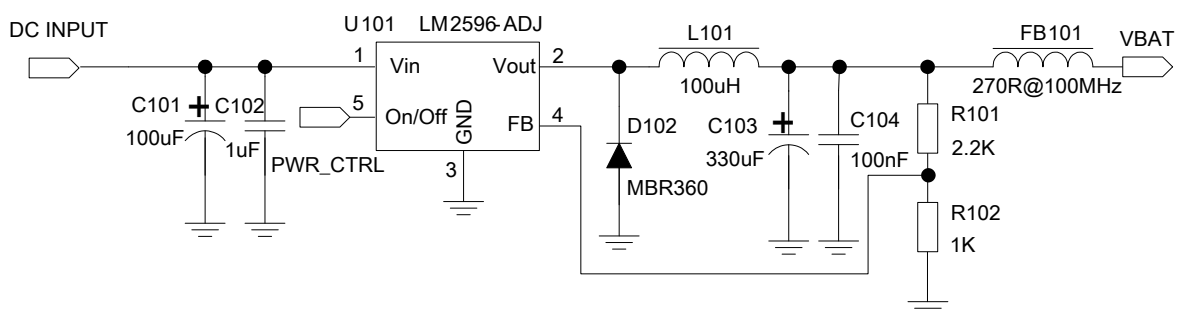 DC INPUT
U101 LM2596-ADJ
L101
FB101
VBAT
1 Vin Vout 2
100uH
270R@100MHz
C101 + C102
5 On/Off GND FB 4
100uF 1uF
PWR_CTRL
3
D102
MBR360
C103 + C104
330uF 100nF
R101
2.2K
R102
1K